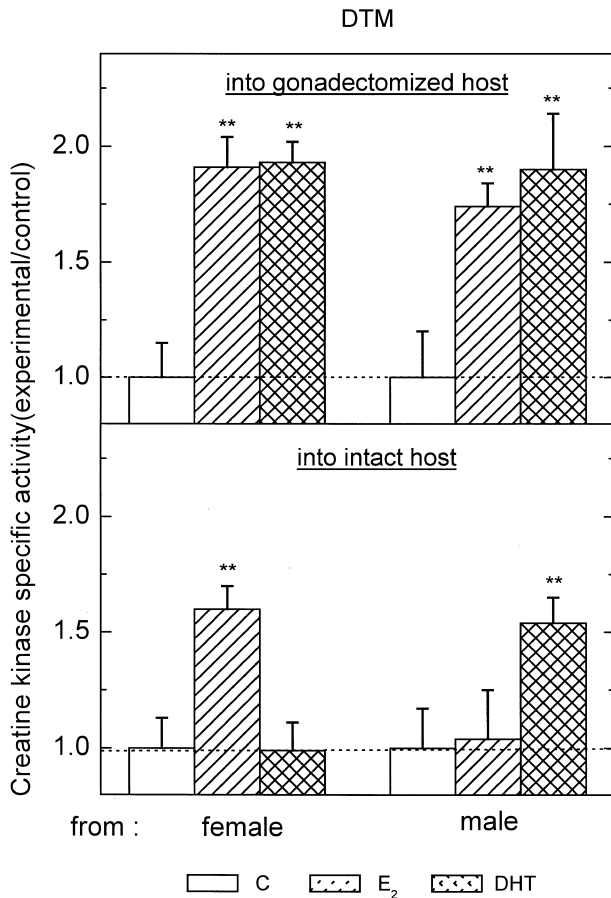 DTM
Creatine kinase specific activity(experimental/control)
into gonadectomized host
**
**
**
**
2.0
1.5
1.0
into intact host
**
**
2.0
1.5
1.0
from : female male
C E₂ DHT